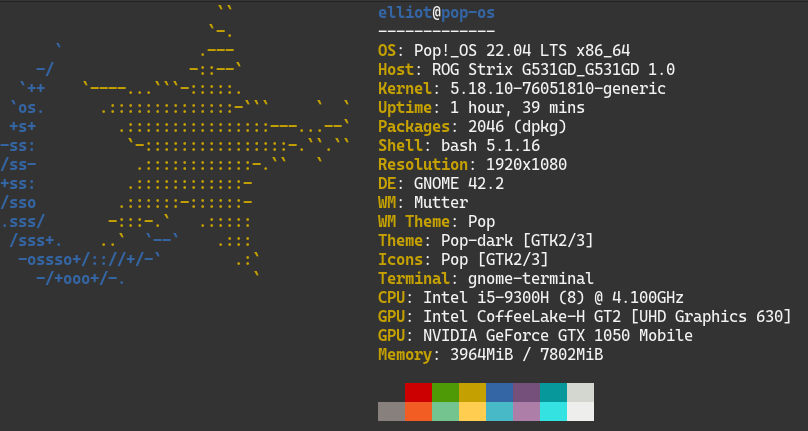 elliot@pop-os
-------------
OS: Pop!_OS 22.04 LTS x86_64
Host: ROG Strix G531GD_G531GD 1.0
Kernel: 5.18.10-76051810-generic
Uptime: 1 hour, 39 mins
Packages: 2046 (dpkg)
Shell: bash 5.1.16
Resolution: 1920x1080
DE: GNOME 42.2
WM: Mutter
WM Theme: Pop
Theme: Pop-dark [GTK2/3]
Icons: Pop [GTK2/3]
Terminal: gnome-terminal
CPU: Intel i5-9300H (8) @ 4.100GHz
GPU: Intel CoffeeLake-H GT2 [UHD Graphics 630]
GPU: NVIDIA GeForce GTX 1050 Mobile
Memory: 3964MiB / 7802MiB